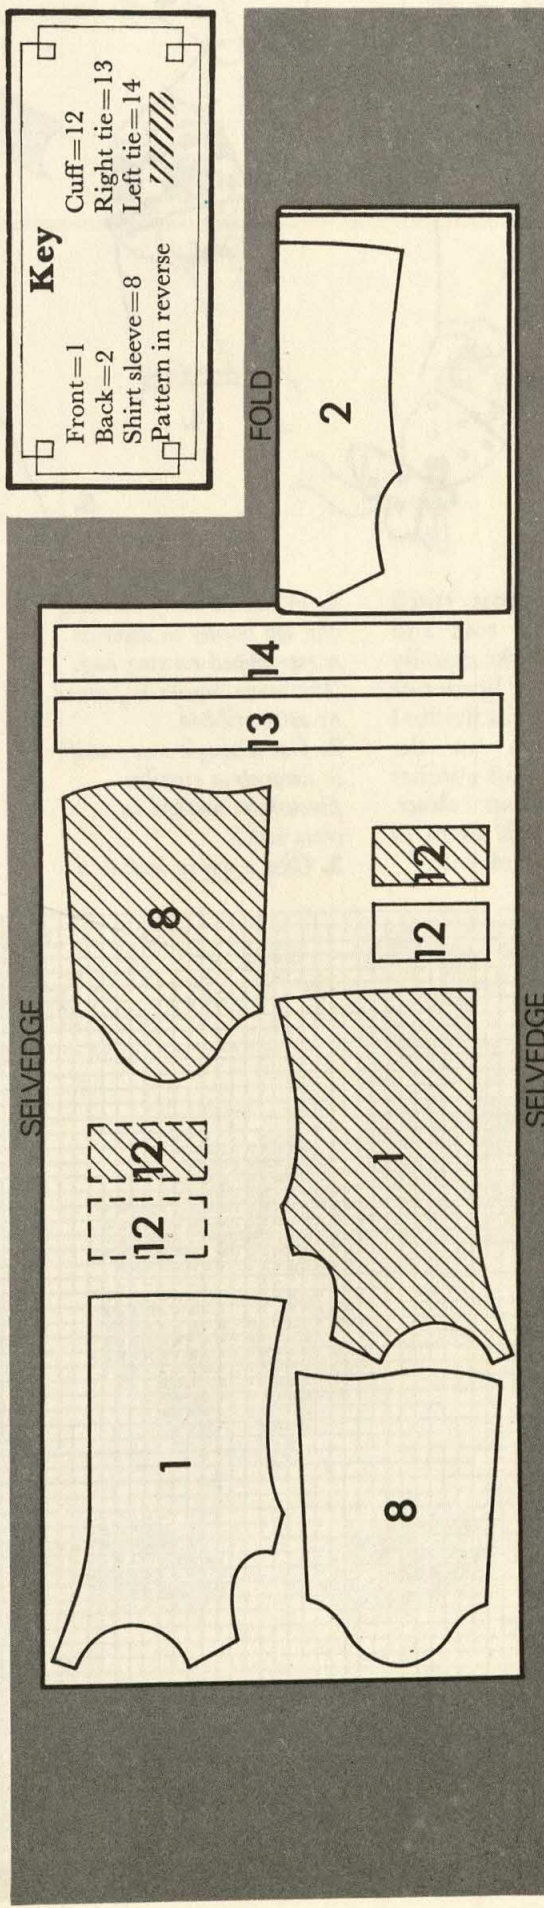 Key
Front=1
Back=2
Shirt sleeve=8
Pattern in reverse
Cuff=12
Right tie=13
Left tie=14
SELVEDGE
FOLD
1
12
12
8
13
14
2
8
1
12
12
SELVEDGE